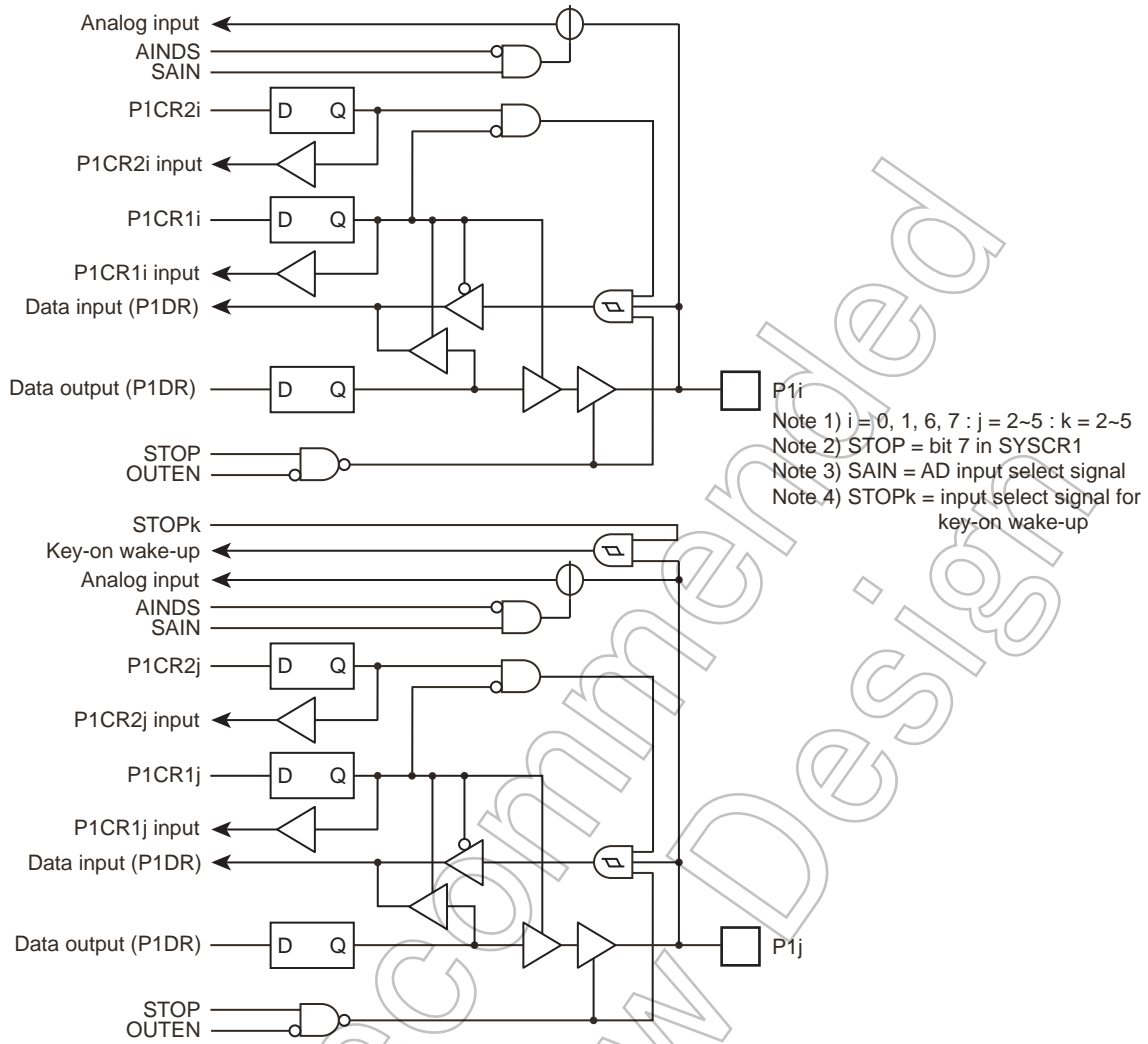 Analog input
AINDS
SAIN
P1CR2i
D Q
P1CR2i input
P1CR1i
D Q
P1CR1i input
Data input (P1DR)
Data output (P1DR)
D Q
P1i
STOP
OUTEN
Note 1) i = 0, 1, 6, 7 : j = 2~5 : k = 2~5
Note 2) STOP = bit 7 in SYSCR1
Note 3) SAIN = AD input select signal
Note 4) STOPk = input select signal for
key-on wake-up
STOPk
Key-on wake-up
Analog input
AINDS
SAIN
P1CR2j
D Q
P1CR2j input
P1CR1j
D Q
P1CR1j input
Data input (P1DR)
Data output (P1DR)
D Q
P1j
STOP
OUTEN
ecommended
w Design